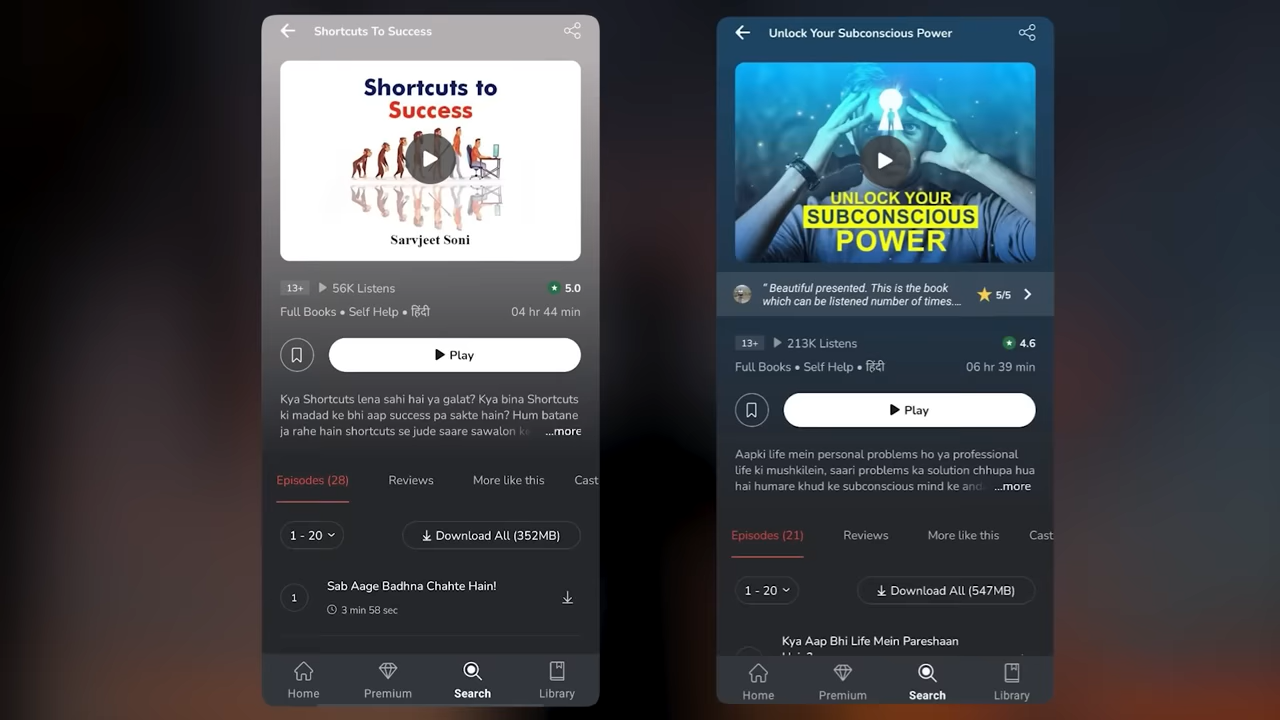 Shortcuts To Success
Shortcuts to
Success
Sarvjeet Soni
13+ 56K Listens 5.0
Full Books • Self Help • हिंदी 04 hr 44 min
Play
Kya Shortcuts lena sahi hai ya galat? Kya bina Shortcuts
ki madad ke bhi aap success pa sakte hain? Hum batane
ja rahe hain shortcuts se jude saare sawalon ke ...more
Episodes (28) Reviews More like this Cast
1 - 20 Download All (352MB)
1 Sab Aage Badhna Chahte Hain!
3 min 58 sec
Home Premium Search Library
Unlock Your Subconscious Power
UNLOCK YOUR
SUBCONSCIOUS
POWER
“ Beautiful presented. This is the book
which can be listened number of times.... 5/5
13+ 213K Listens 4.6
Full Books • Self Help • हिंदी 06 hr 39 min
Play
Aapki life mein personal problems ho ya professional
life ki mushkilein, saari problems ka solution chhupa hua
hai humare khud ke subconscious mind ke and ...more
Episodes (21) Reviews More like this Cast
1 - 20 Download All (547MB)
Kya Aap Bhi Life Mein Pareshaan
Home Premium Search Library